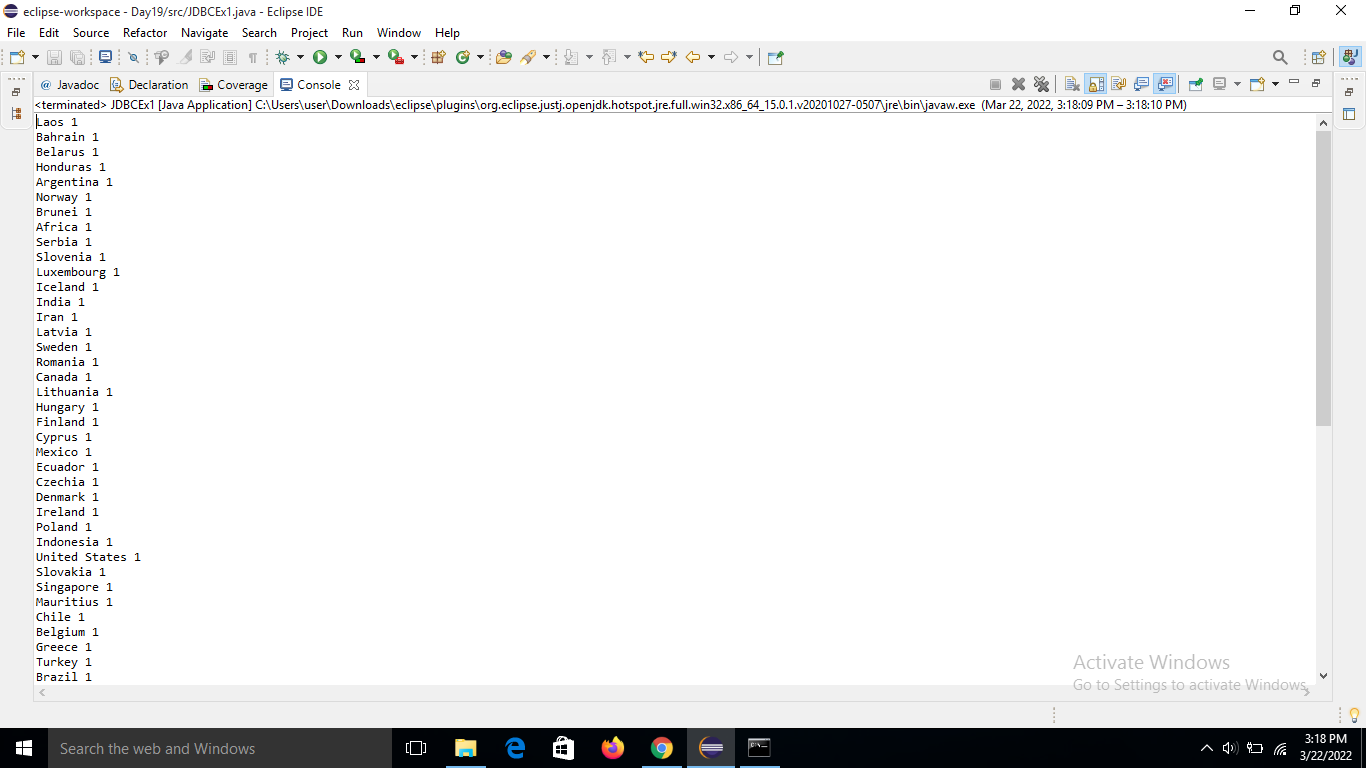 eclipse-workspace - Day19/src/JDBCEx1.java - Eclipse IDE
File Edit Source Refactor Navigate Search Project Run Window Help
@ Javadoc Declaration Coverage Console
<terminated> JDBCEx1 [Java Application] C:\Users\user\Downloads\eclipse\plugins\org.eclipse.justj.openjdk.hotspot.jre.full.win32.x86_64_15.0.1.v20201027-0507\jre\bin\javaw.exe (Mar 22, 2022, 3:18:09 PM – 3:18:10 PM)
Laos 1
Bahrain 1
Belarus 1
Honduras 1
Argentina 1
Norway 1
Brunei 1
Africa 1
Serbia 1
Slovenia 1
Luxembourg 1
Iceland 1
India 1
Iran 1
Latvia 1
Sweden 1
Romania 1
Canada 1
Lithuania 1
Hungary 1
Finland 1
Cyprus 1
Mexico 1
Ecuador 1
Czechia 1
Denmark 1
Ireland 1
Poland 1
Indonesia 1
United States 1
Slovakia 1
Singapore 1
Mauritius 1
Chile 1
Belgium 1
Greece 1
Turkey 1
Brazil 1
Activate Windows
Go to Settings to activate Windows.
Search the web and Windows
3:18 PM
3/22/2022